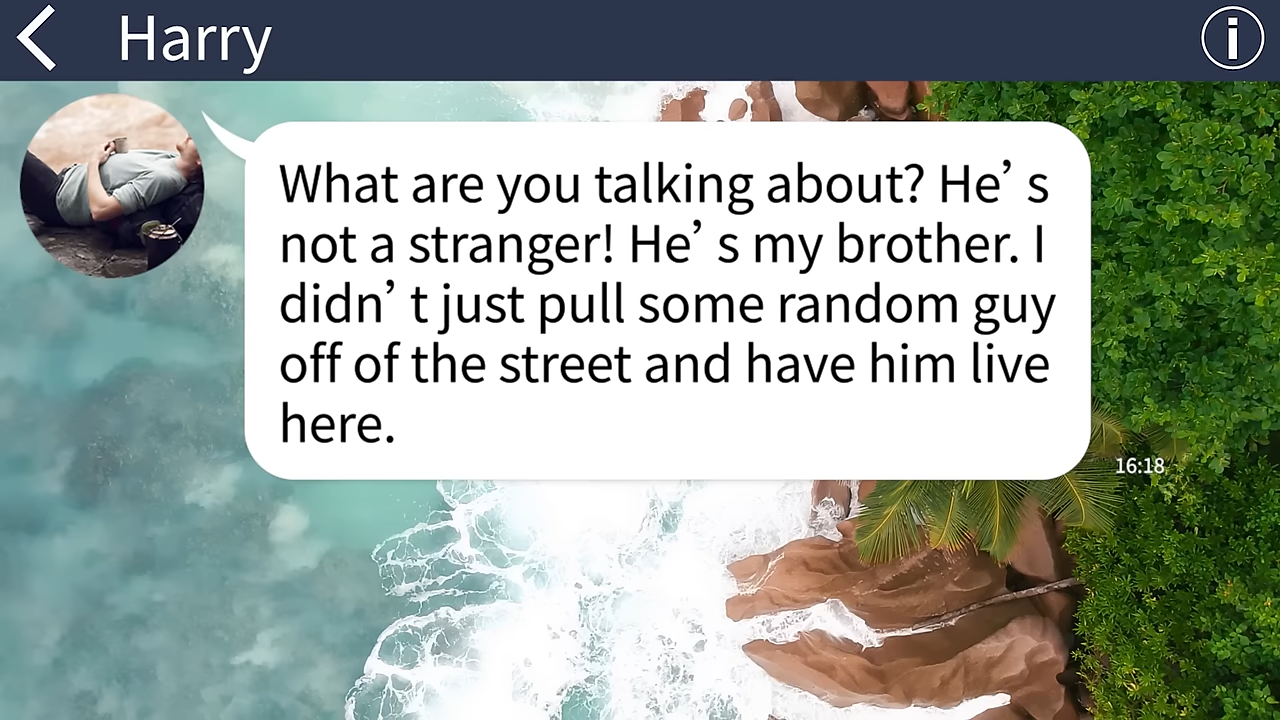 Harry
What are you talking about? He’s
not a stranger! He’s my brother. I
didn’t just pull some random guy
off of the street and have him live
here.
16:18